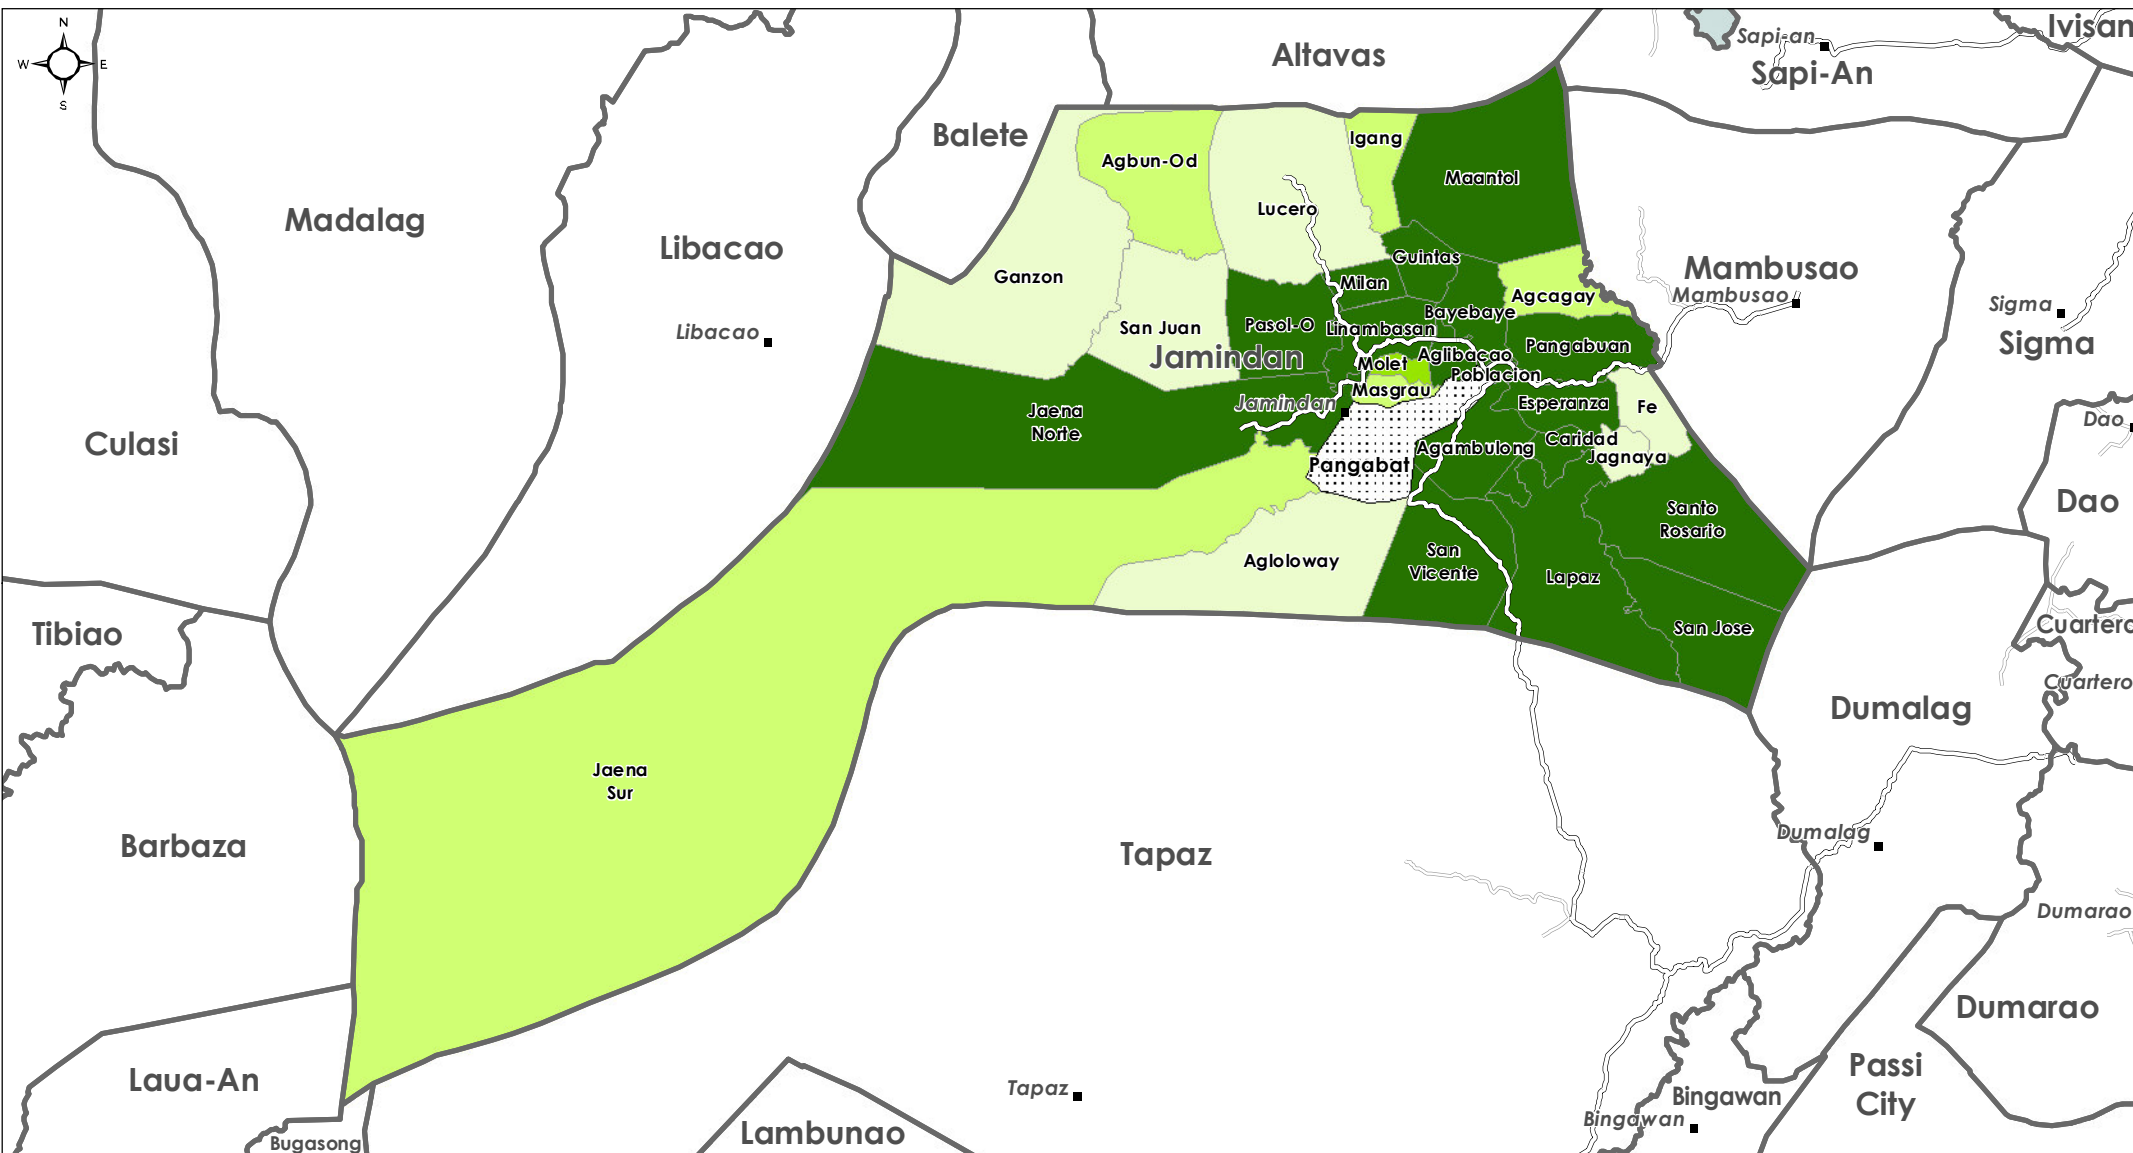 N
W
E
S
Altavas
Sapi-an
Ivisan
Sapi-An
Balete
Igang
Agbun-Od
Maantol
Madalag
Lucero
Libacao
Guintas
Mambusao
Ganzon
Milan
Agcagay
Mambusao
Sigma
Bayebaye
San Juan
Pasol-O
Linambasan
Libacao
Pangabuan
Sigma
Jamindan
Aglibacao
Molet
Poblacion
Masgrau
Jamindan
Esperanza
Fe
Jaena
Norte
Dao
Culasi
Caridad
Agambulong
Jagnaya
Pangabat
Dao
Santo
Rosario
San
Vicente
Agloloway
Lapaz
Tibiao
San Jose
Cuartero
Cuartero
Dumalag
Jaena
Sur
Dumalag
Barbaza
Tapaz
Dumarao
Dumarao
Passi
City
Laua-An
Tapaz
Bingawan
Bingawan
Lambunao
Bugasong